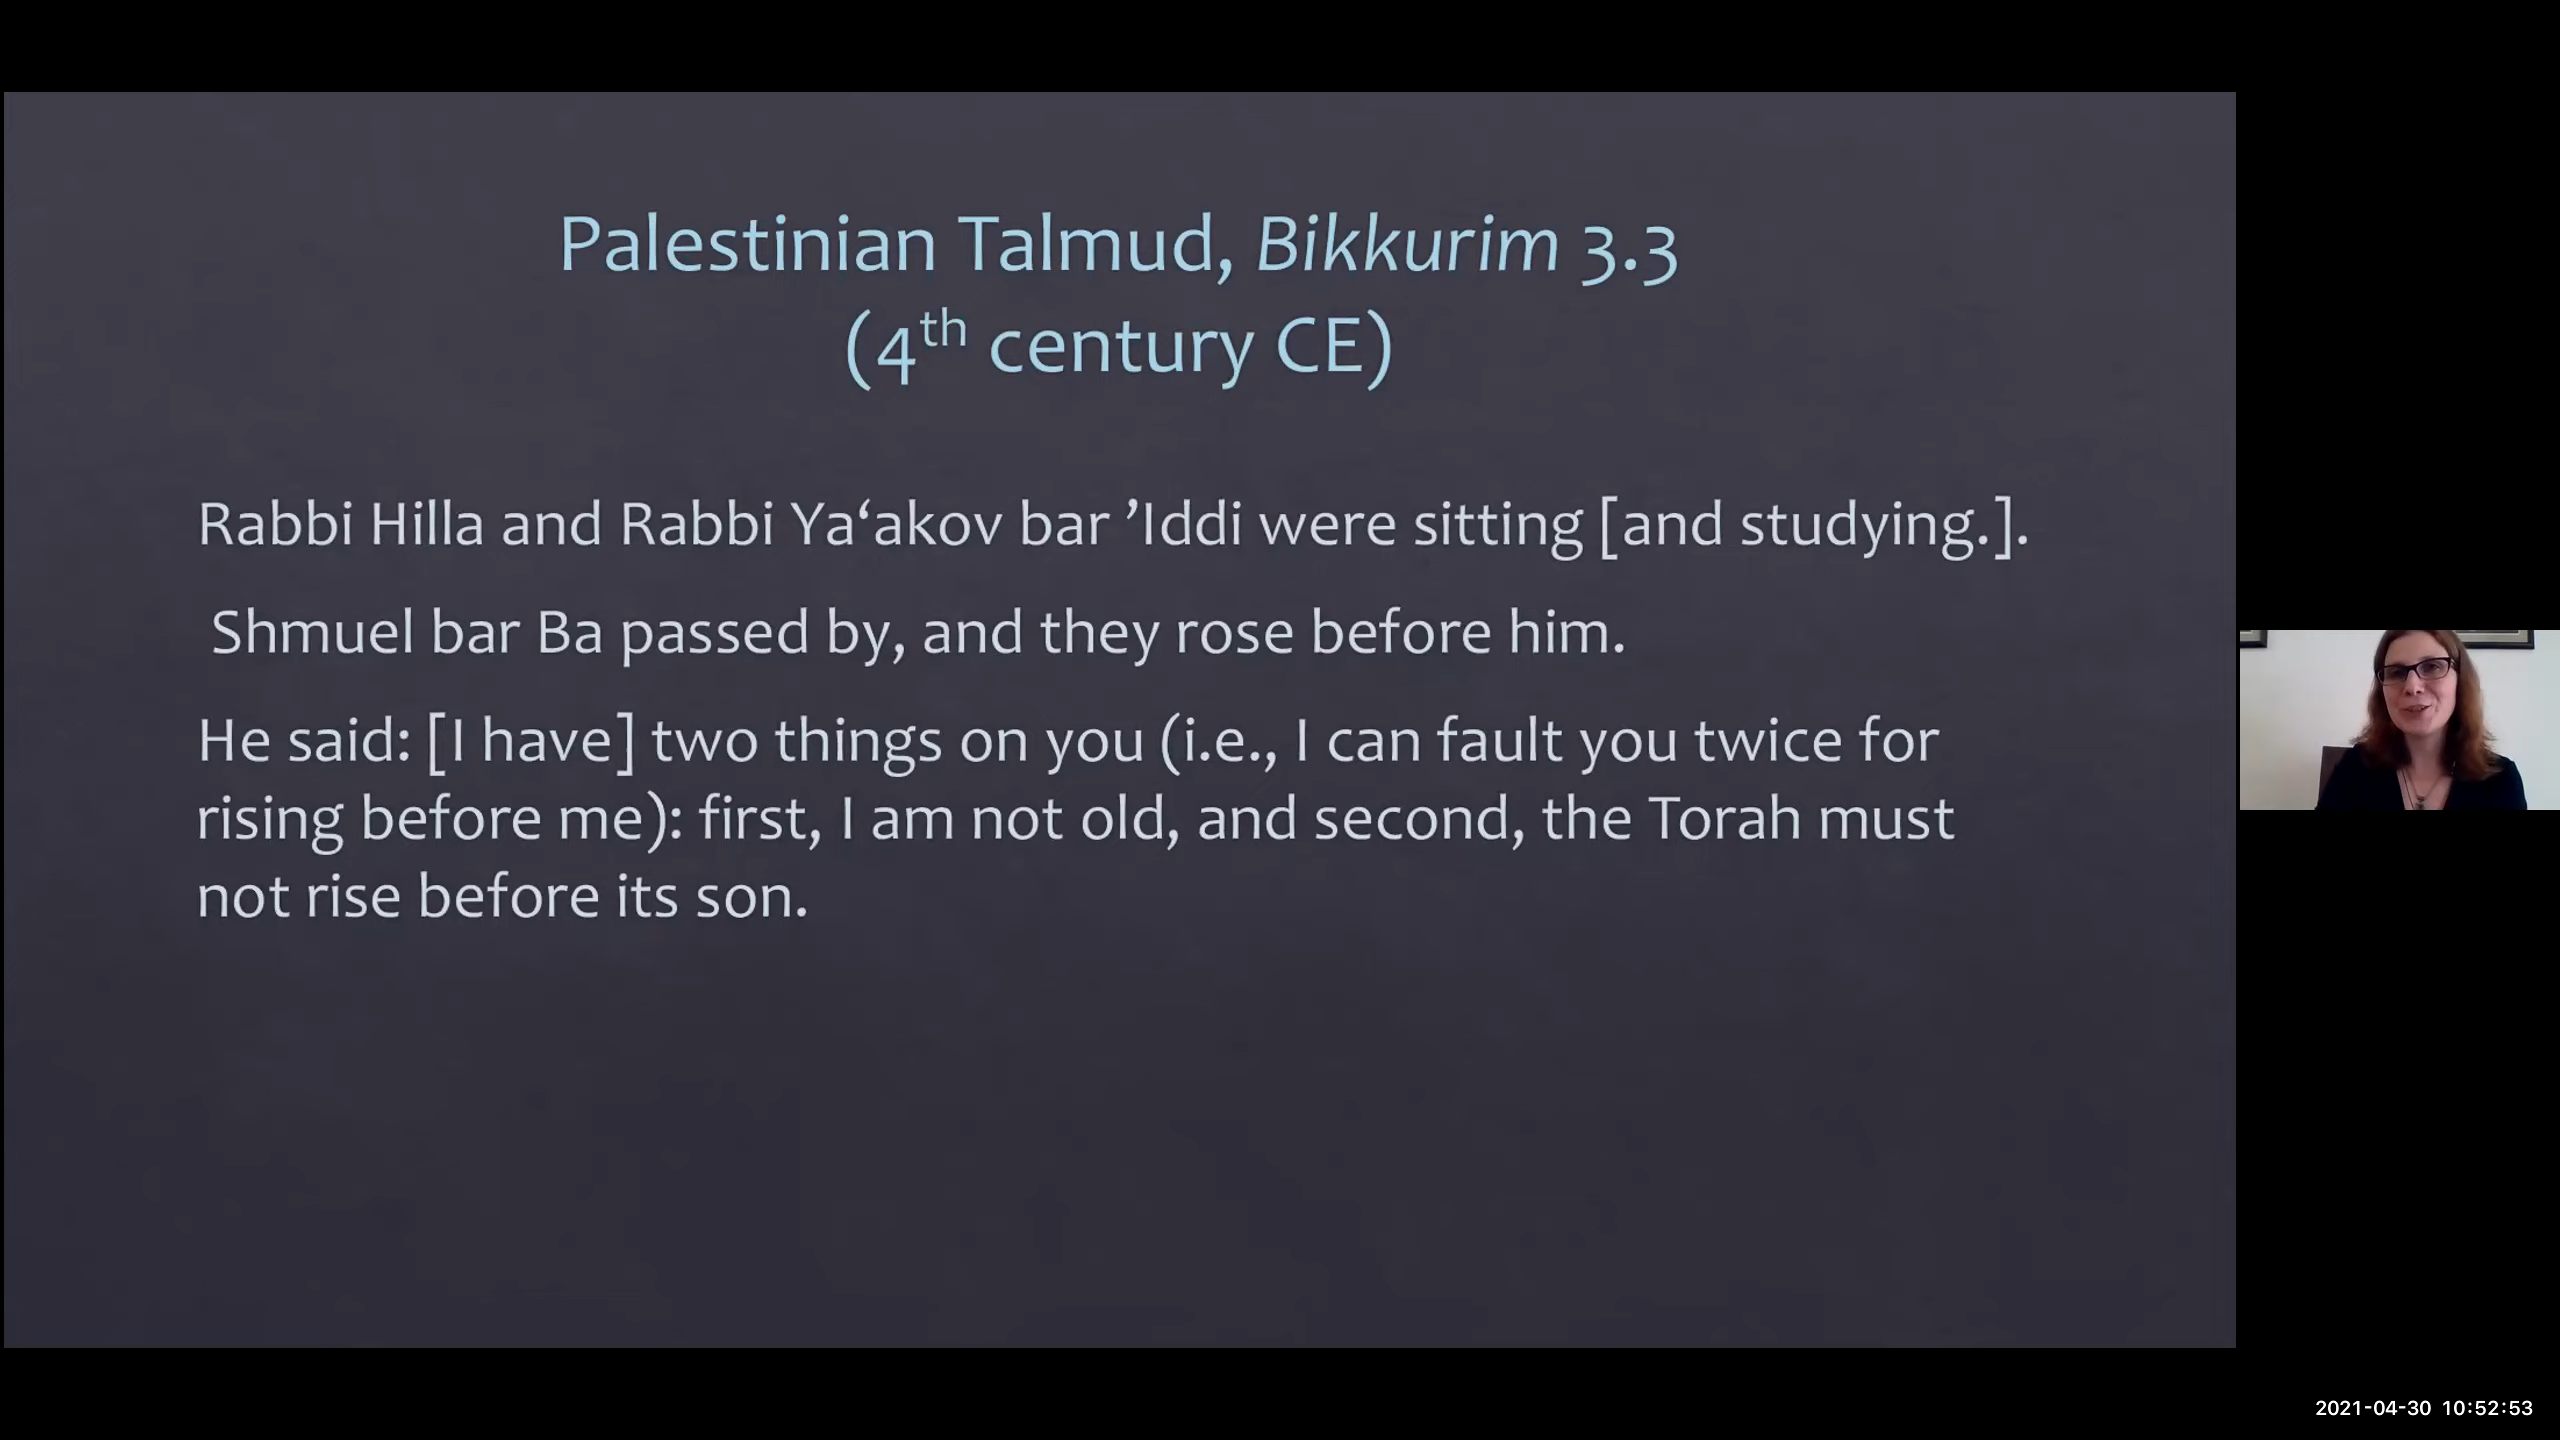 Palestinian Talmud, Bikkurim 3.3
(4th century CE)
Rabbi Hilla and Rabbi Ya‘akov bar ’Iddi were sitting [and studying.].
Shmuel bar Ba passed by, and they rose before him.
He said: [I have] two things on you (i.e., I can fault you twice for
rising before me): first, I am not old, and second, the Torah must
not rise before its son.
2021-04-30 10:52:53